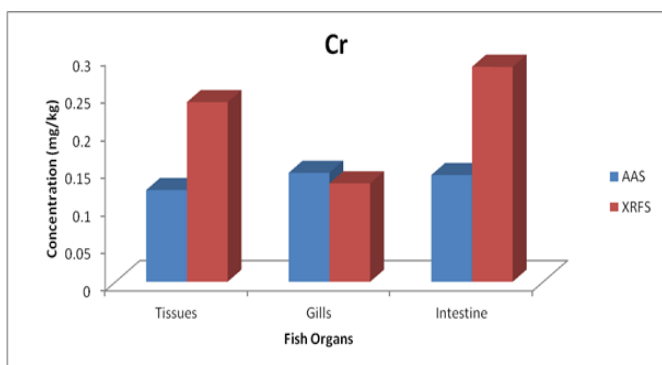 Cr
Concentration (mg/kg)
0.3
0.25
0.2
0.15
0.1
0.05
0
Tissues
Gills
Intestine
Fish Organs
AAS
XRFS